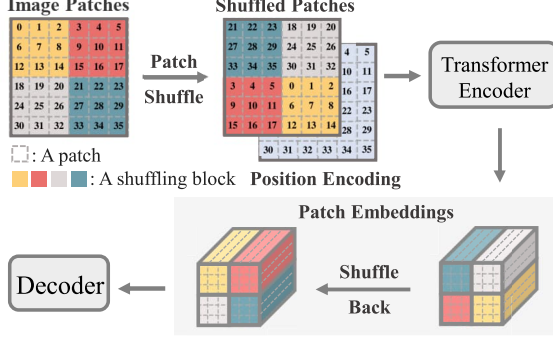 Image Patches
0 1 2 3 4 5
6 7 8 9 10 11
12 13 14 15 16 17
18 19 20 21 22 23
24 25 26 27 28 29
30 31 32 33 34 35
Patch
Shuffle
Shuffled Patches
21 22 23 18 19 20
27 28 29 24 25 26
33 34 35 30 31 32
3 4 5 0 1 2
9 10 11 6 7 8
15 16 17 12 13 14
4 5
10 11
16 17
22 23
28 29
30 31 32 33 34 35
Position Encoding
Transformer
Encoder
: A patch
: A shuffling block
Patch Embeddings
Shuffle
Back
Decoder